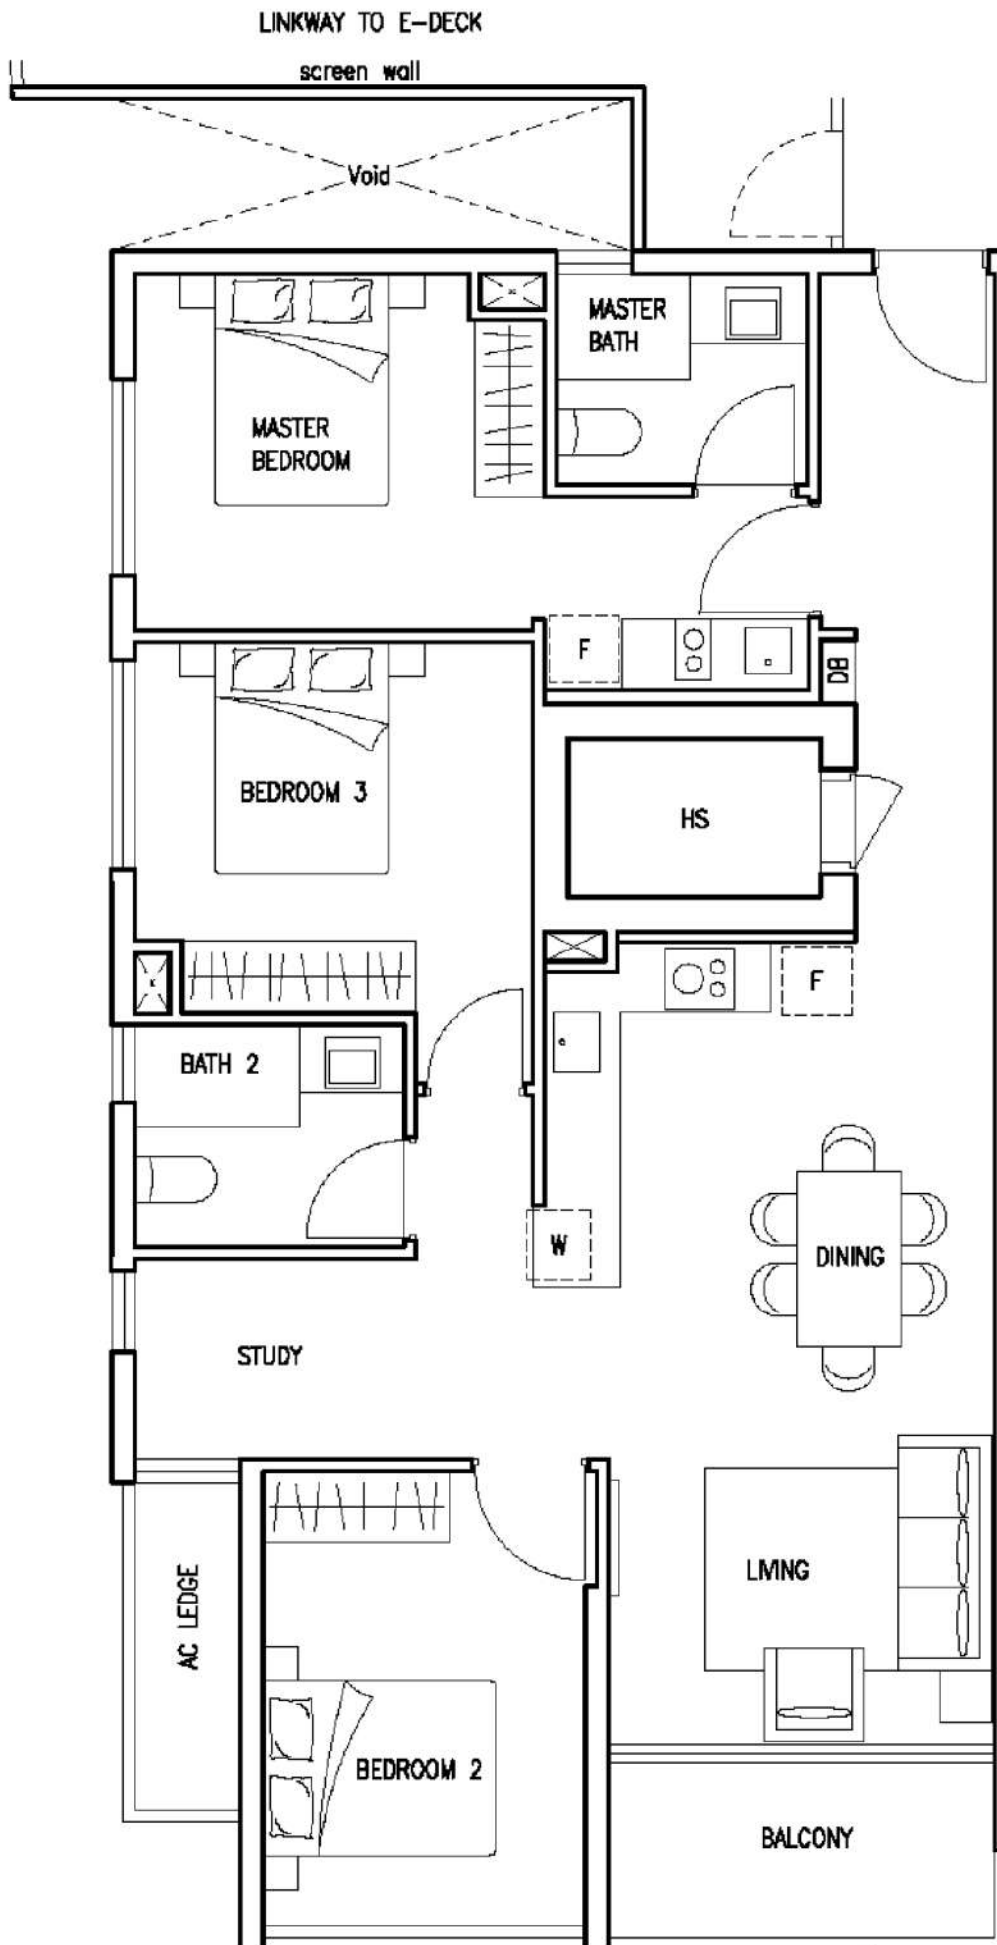 LINKWAY TO E-DECK
screen wall
Void
MASTER
BATH
MASTER
BEDROOM
F
DB
BEDROOM 3
HS
F
BATH 2
W
DINING
STUDY
LIVING
AC LEDGE
BEDROOM 2
BALCONY